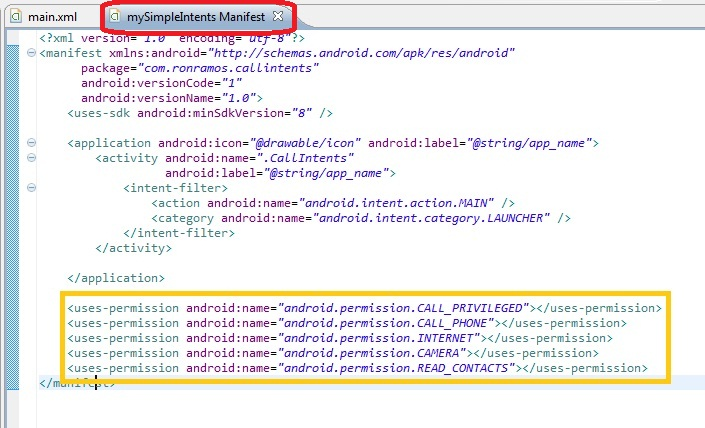 main.xml
mySimpleIntents Manifest
<?xml version="1.0" encoding="utf-8"?>
<manifest xmlns:android="http://schemas.android.com/apk/res/android"
package="com.ronramos.callintents"
android:versionCode="1"
android:versionName="1.0">
<uses-sdk android:minSdkVersion="8" />
<application android:icon="@drawable/icon" android:label="@string/app_name">
<activity android:name=".CallIntents"
android:label="@string/app_name">
<intent-filter>
<action android:name="android.intent.action.MAIN" />
<category android:name="android.intent.category.LAUNCHER" />
</intent-filter>
</activity>
</application>
<uses-permission android:name="android.permission.CALL_PRIVILEGED"></uses-permission>
<uses-permission android:name="android.permission.CALL_PHONE"></uses-permission>
<uses-permission android:name="android.permission.INTERNET"></uses-permission>
<uses-permission android:name="android.permission.CAMERA"></uses-permission>
<uses-permission android:name="android.permission.READ_CONTACTS"></uses-permission>
</manifest>